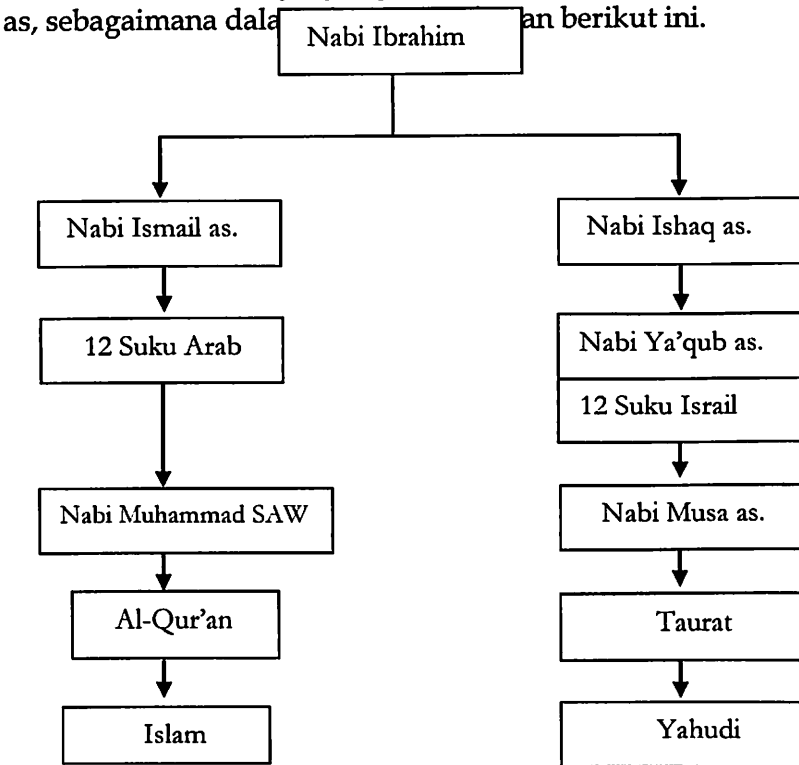 as, sebagaimana dala
an berikut ini.
Nabi Ibrahim
Nabi Ismail as.
Nabi Ishaq as.
12 Suku Arab
Nabi Ya'qub as.
12 Suku Israil
Nabi Muhammad SAW
Nabi Musa as.
Al-Qur'an
Taurat
Islam
Yahudi